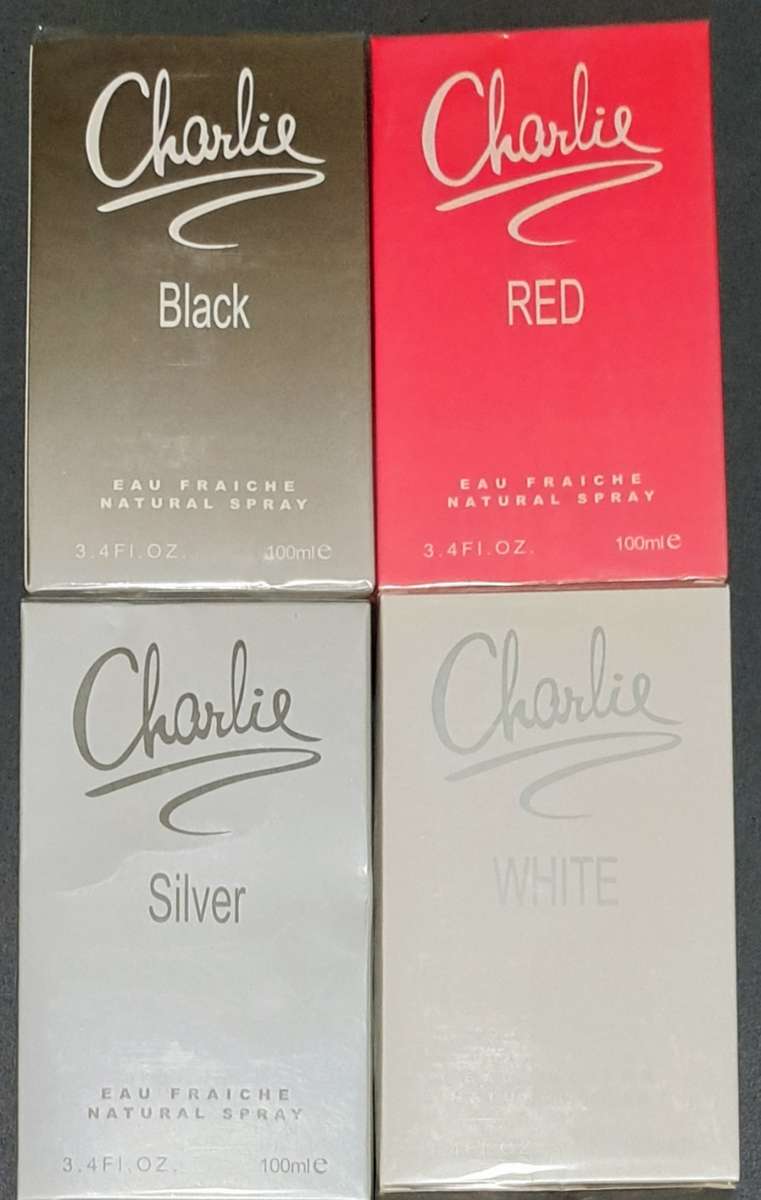 Charlie
Black
EAU FRAICHE
NATURAL SPRAY
3.4Fl.OZ. 100ml℮
Charlie
RED
EAU FRAICHE
NATURAL SPRAY
3.4Fl.OZ. 100ml℮
Charlie
Silver
EAU FRAICHE
NATURAL SPRAY
3.4Fl.OZ. 100ml℮
Charlie
WHITE